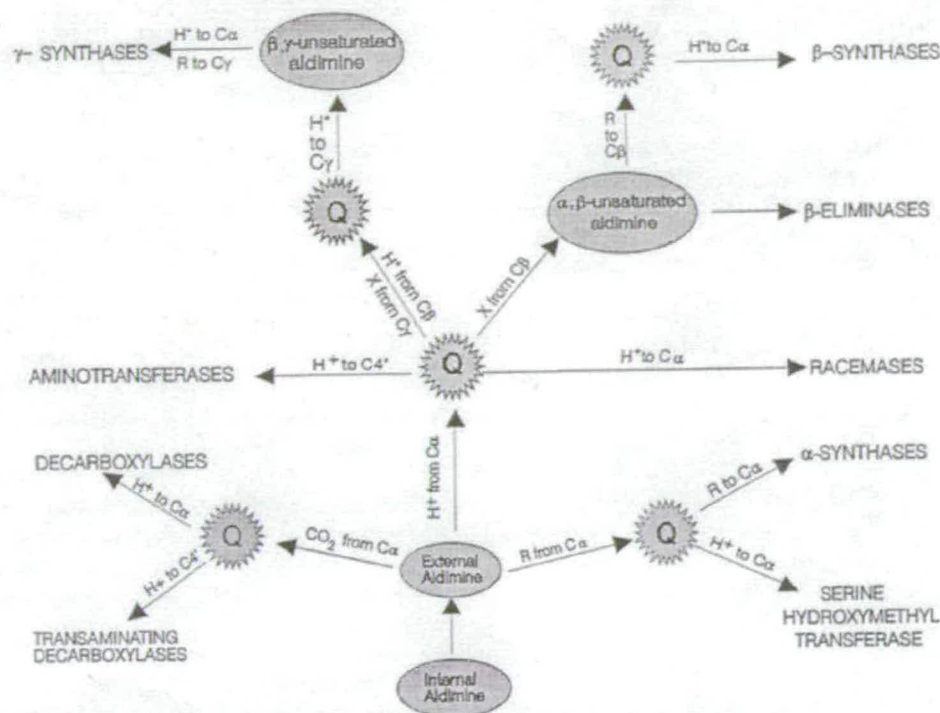 γ- SYNTHASES
H⁺ to Cα
R to Cγ
β,γ-unsaturated
aldimine
Q
H⁺to Cα
β-SYNTHASES
H⁺
to
Cγ
R
to
Cβ
Q
α,β-unsaturated
aldimine
β-ELIMINASES
H⁺ from Cβ
X from Cγ
X from Cβ
AMINOTRANSFERASES
H⁺ to C4'
Q
H⁺to Cα
RACEMASES
DECARBOXYLASES
H⁺ to Cα
Q
H+ to C4'
TRANSAMINATING
DECARBOXYLASES
CO₂ from Cα
H⁺ from Cα
External
Aldimine
R from Cα
Q
R to Cα
α-SYNTHASES
H⁺ to Cα
SERINE
HYDROXYMETHYL
TRANSFERASE
Internal
Aldimine